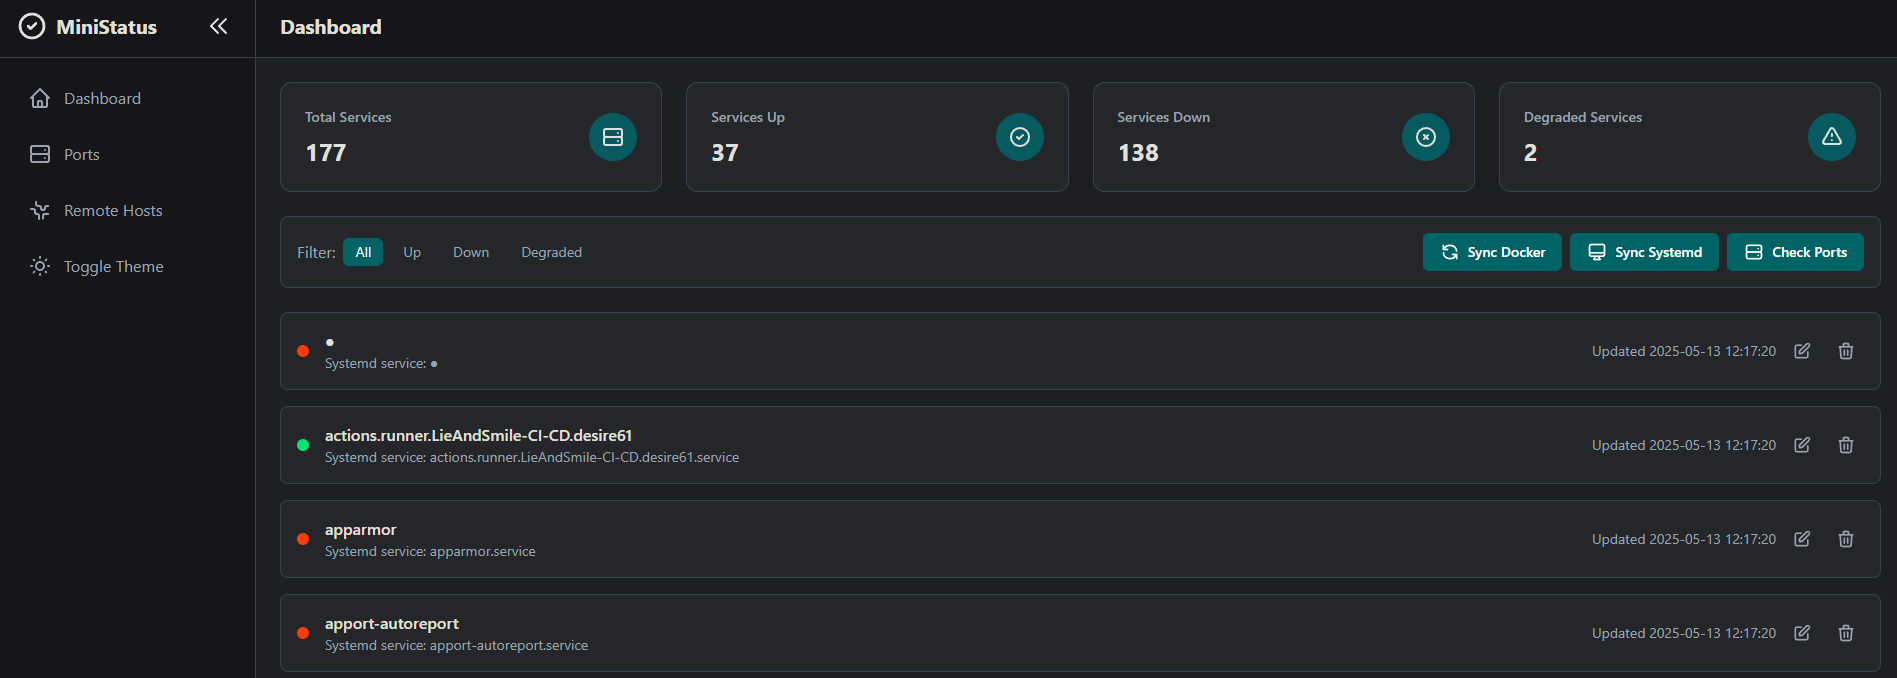 MiniStatus
Dashboard
Dashboard
Ports
Remote Hosts
Toggle Theme
Total Services
177
Services Up
37
Services Down
138
Degraded Services
2
Filter: All Up Down Degraded
Sync Docker Sync Systemd Check Ports
●
Systemd service: ●
Updated 2025-05-13 12:17:20
actions.runner.LieAndSmile-CI-CD.desire61
Systemd service: actions.runner.LieAndSmile-CI-CD.desire61.service
Updated 2025-05-13 12:17:20
apparmor
Systemd service: apparmor.service
Updated 2025-05-13 12:17:20
apport-autoreport
Systemd service: apport-autoreport.service
Updated 2025-05-13 12:17:20